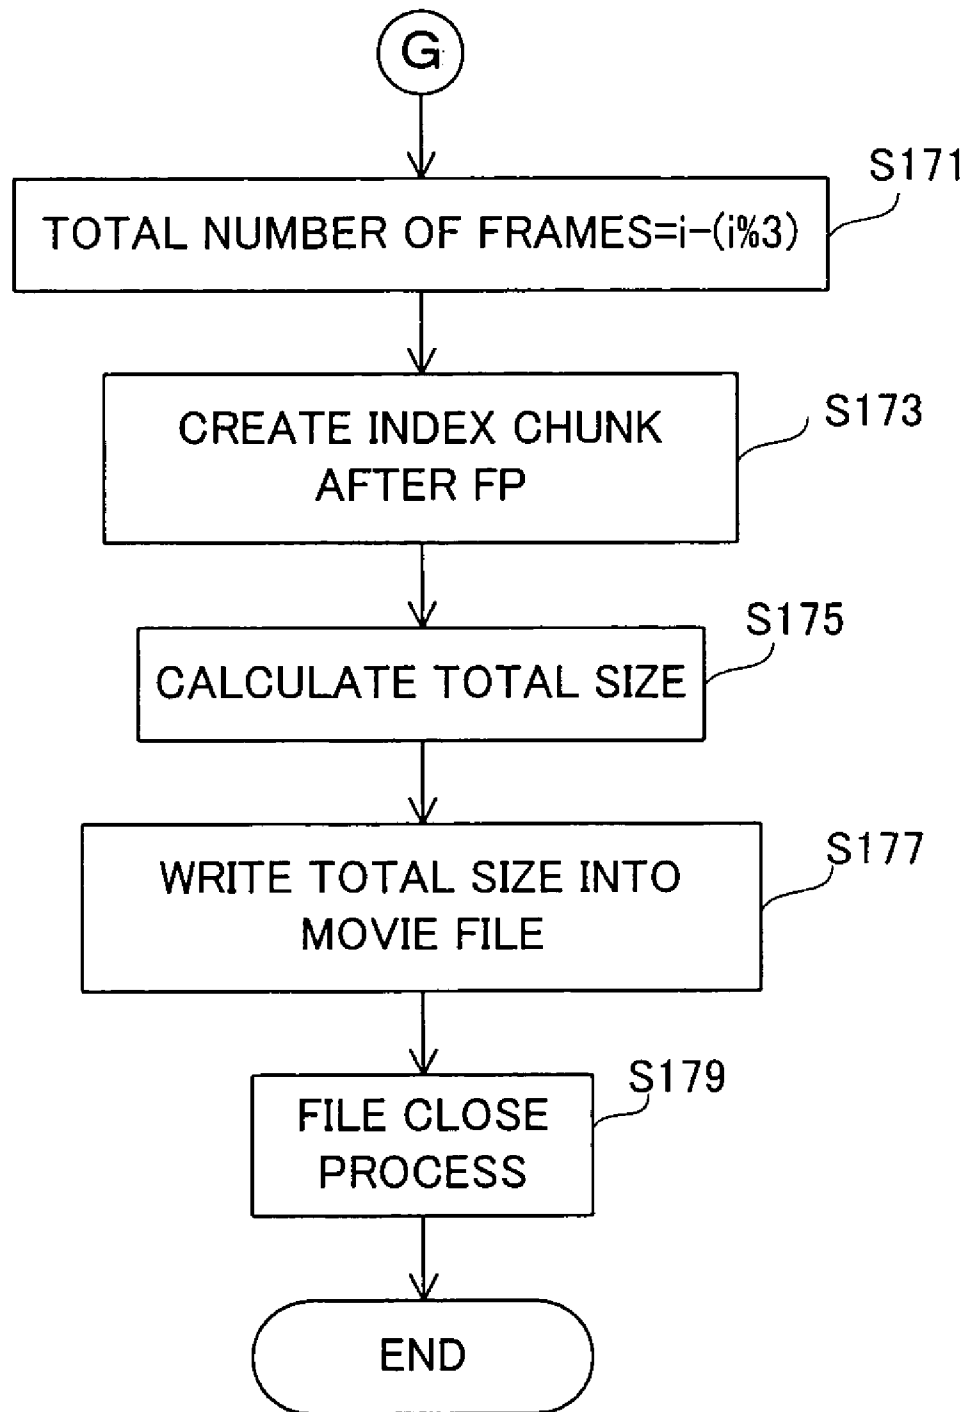 G
S171
TOTAL NUMBER OF FRAMES=i-(i%3)
S173
CREATE INDEX CHUNK
AFTER FP
S175
CALCULATE TOTAL SIZE
S177
WRITE TOTAL SIZE INTO
MOVIE FILE
S179
FILE CLOSE
PROCESS
END